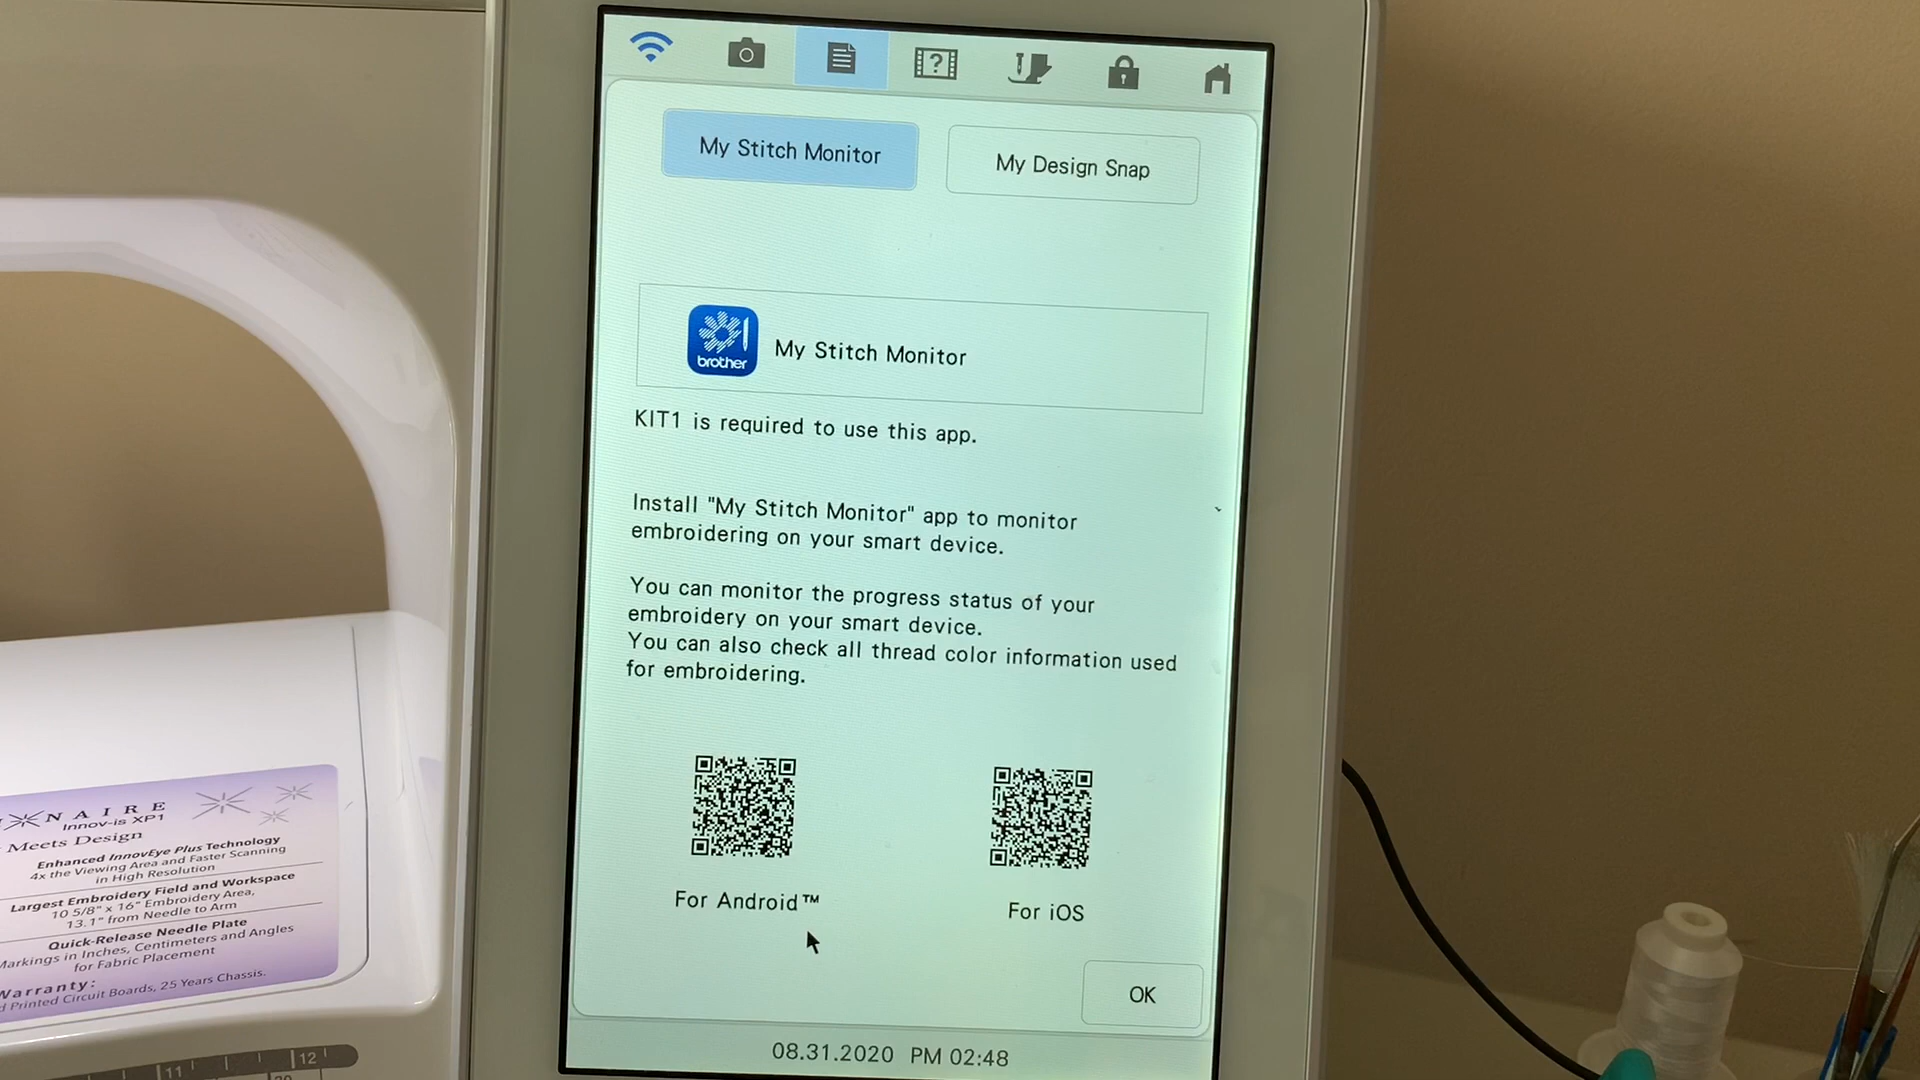 My Stitch Monitor
My Design Snap
brother
My Stitch Monitor
KIT1 is required to use this app.
Install "My Stitch Monitor" app to monitor
embroidering on your smart device.
You can monitor the progress status of your
embroidery on your smart device.
You can also check all thread color information used
for embroidering.
For Android™
For iOS
OK
08.31.2020 PM 02:48
NAIRE
Innov-is XP1
Meets Design
Enhanced InnovEye Plus Technology
4x the Viewing Area and Faster Scanning
in High Resolution
Largest Embroidery Field and Workspace
10 5/8" x 16" Embroidery Area,
13.1" from Needle to Arm
Quick-Release Needle Plate
Markings in Inches, Centimeters and Angles
for Fabric Placement
Warranty:
d Printed Circuit Boards, 25 Years Chassis.
11
12